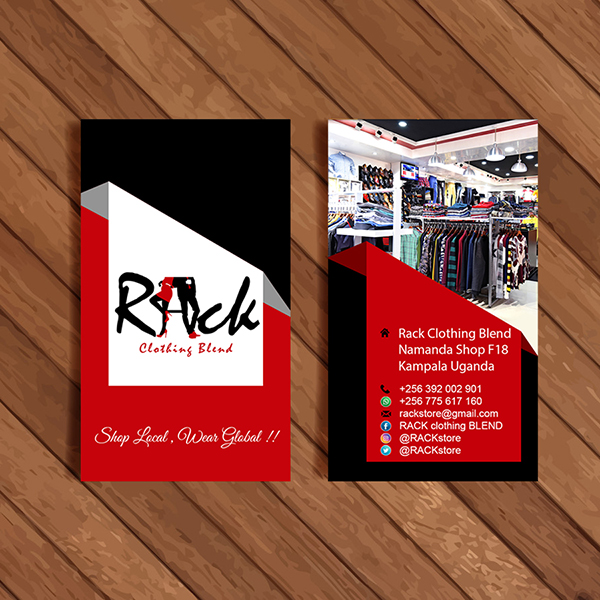 Rack
Clothing Blend
Shop Local , Wear Global !!
Rack Clothing Blend
Namanda Shop F18
Kampala Uganda
+256 392 002 901
+256 775 617 160
rackstore@gmail.com
RACK clothing BLEND
@RACKstore
@RACKstore